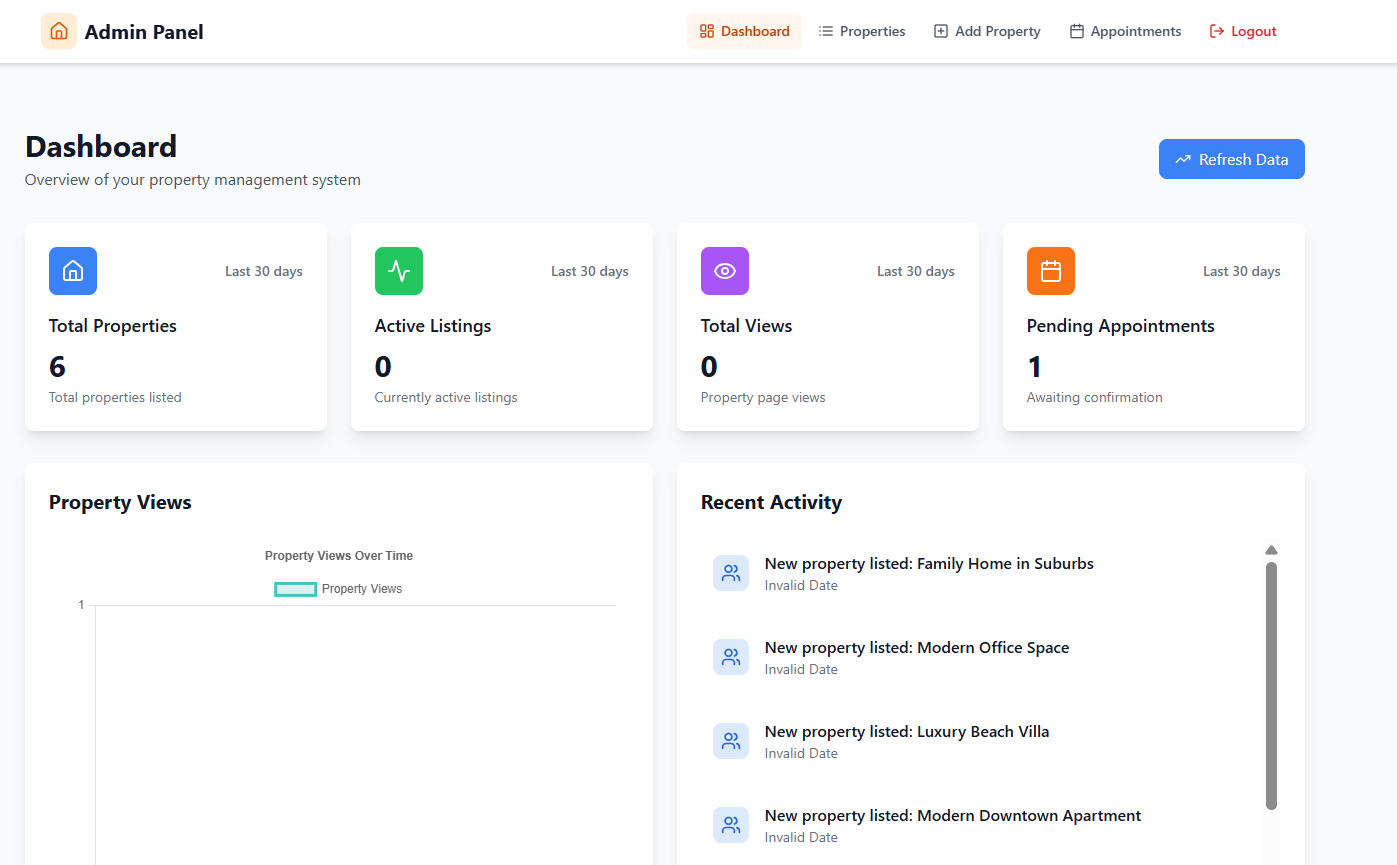 Admin Panel
Dashboard
Properties
Add Property
Appointments
Logout
Dashboard
Overview of your property management system
Refresh Data
Last 30 days
Total Properties
6
Total properties listed
Last 30 days
Active Listings
0
Currently active listings
Last 30 days
Total Views
0
Property page views
Last 30 days
Pending Appointments
1
Awaiting confirmation
Property Views
Property Views Over Time
Property Views
1
Recent Activity
New property listed: Family Home in Suburbs
Invalid Date
New property listed: Modern Office Space
Invalid Date
New property listed: Luxury Beach Villa
Invalid Date
New property listed: Modern Downtown Apartment
Invalid Date